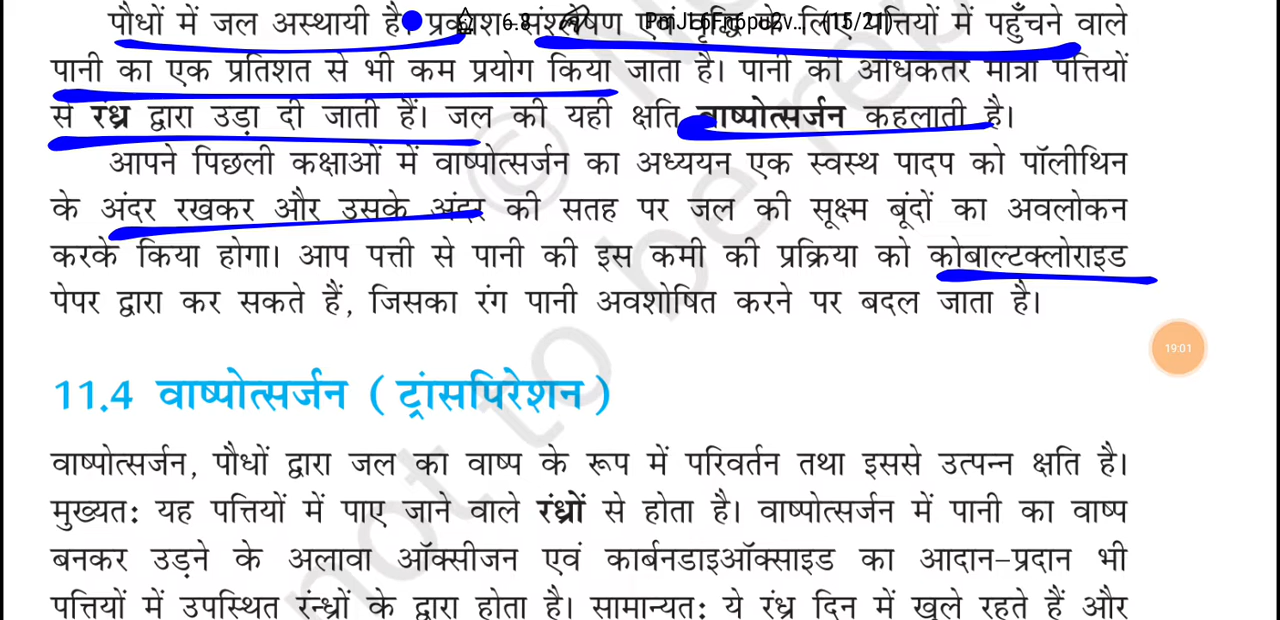 पौधों में जल अस्थायी है। प्रकाश संश्लेषण एवं वृद्धि के लिए पत्तियों में पहुँचने वाले
पानी का एक प्रतिशत से भी कम प्रयोग किया जाता है। पानी की अधिकतर मात्रा पत्तियों
से रंध्र द्वारा उड़ा दी जाती हैं। जल की यही क्षति वाष्पोत्सर्जन कहलाती है।
आपने पिछली कक्षाओं में वाष्पोत्सर्जन का अध्ययन एक स्वस्थ पादप को पॉलीथिन
के अंदर रखकर और उसके अंदर की सतह पर जल की सूक्ष्म बूंदों का अवलोकन
करके किया होगा। आप पत्ती से पानी की इस कमी की प्रक्रिया को कोबाल्टक्लोराइड
पेपर द्वारा कर सकते हैं, जिसका रंग पानी अवशोषित करने पर बदल जाता है।
19:01
11.4 वाष्पोत्सर्जन ( ट्रांसपिरेशन )
वाष्पोत्सर्जन, पौधों द्वारा जल का वाष्प के रूप में परिवर्तन तथा इससे उत्पन्न क्षति है।
मुख्यतः यह पत्तियों में पाए जाने वाले रंध्रों से होता है। वाष्पोत्सर्जन में पानी का वाष्प
बनकर उड़ने के अलावा ऑक्सीजन एवं कार्बनडाइऑक्साइड का आदान-प्रदान भी
पत्तियों में उपस्थित रंन्ध्रों के द्वारा होता है। सामान्यतः ये रंध्र दिन में खुले रहते हैं और